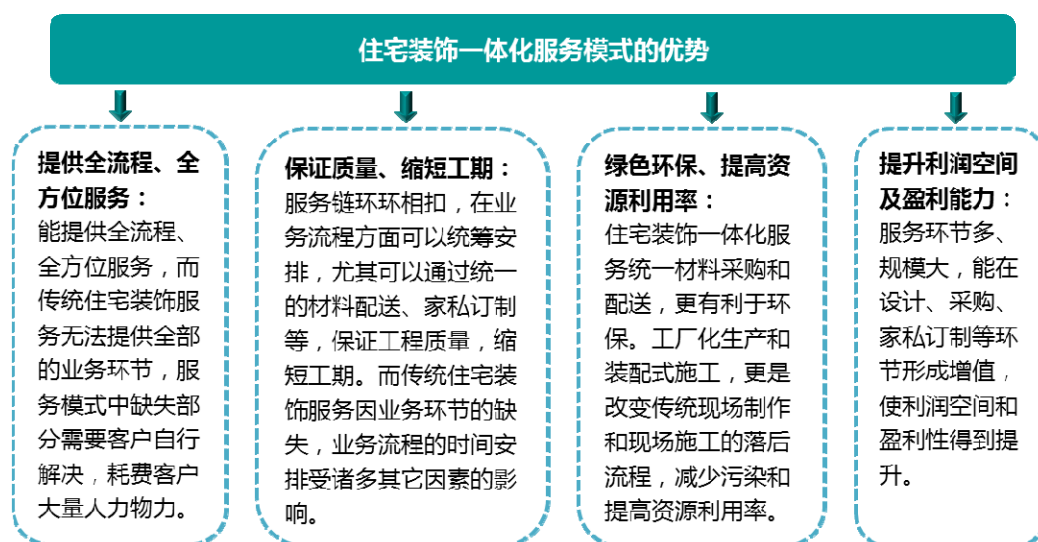 住宅装饰一体化服务模式的优势
提供全流程、全
方位服务：
能提供全流程、
全方位服务，而
传统住宅装饰服
务无法提供全部
的业务环节，服
务模式中缺失部
分需要客户自行
解决，耗费客户
大量人力物力。
保证质量、缩短工期：
服务链环环相扣，在业
务流程方面可以统筹安
排，尤其可以通过统一
的材料配送、家私订制
等，保证工程质量，缩
短工期。而传统住宅装
饰服务因业务环节的缺
失，业务流程的时间安
排受诸多其它因素的影
响。
绿色环保、提高资
源利用率：
住宅装饰一体化服
务统一材料采购和
配送，更有利于环
保。工厂化生产和
装配式施工，更是
改变传统现场制作
和现场施工的落后
流程，减少污染和
提高资源利用率。
提升利润空间
及盈利能力：
服务环节多、
规模大，能在
设计、采购、
家私订制等环
节形成增值，
使利润空间和
盈利性得到提
升。